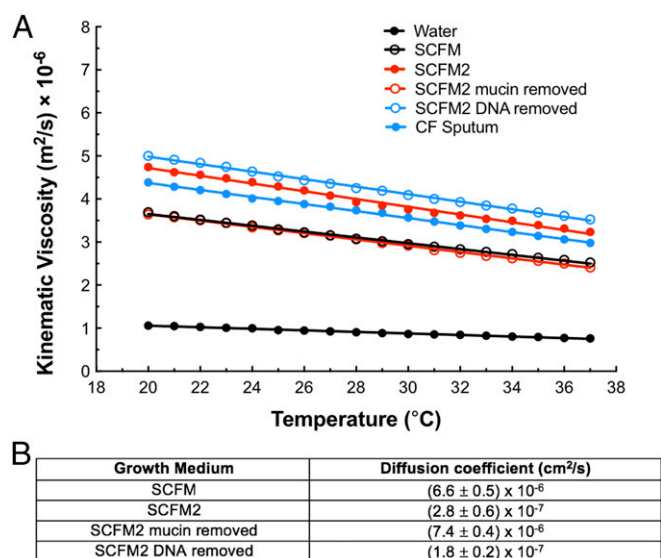 A
Water
SCFM
SCFM2
SCFM2 mucin removed
SCFM2 DNA removed
CF Sputum
Kinematic Viscosity (m²/s) × 10⁻⁶
8
7
6
5
4
3
2
1
0
18 20 22 24 26 28 30 32 34 36 38
Temperature (°C)
B
Growth Medium Diffusion coefficient (cm²/s)
SCFM (6.6 ± 0.5) x 10⁻⁶
SCFM2 (2.8 ± 0.6) x 10⁻⁷
SCFM2 mucin removed (7.4 ± 0.4) x 10⁻⁶
SCFM2 DNA removed (1.8 ± 0.2) x 10⁻⁷